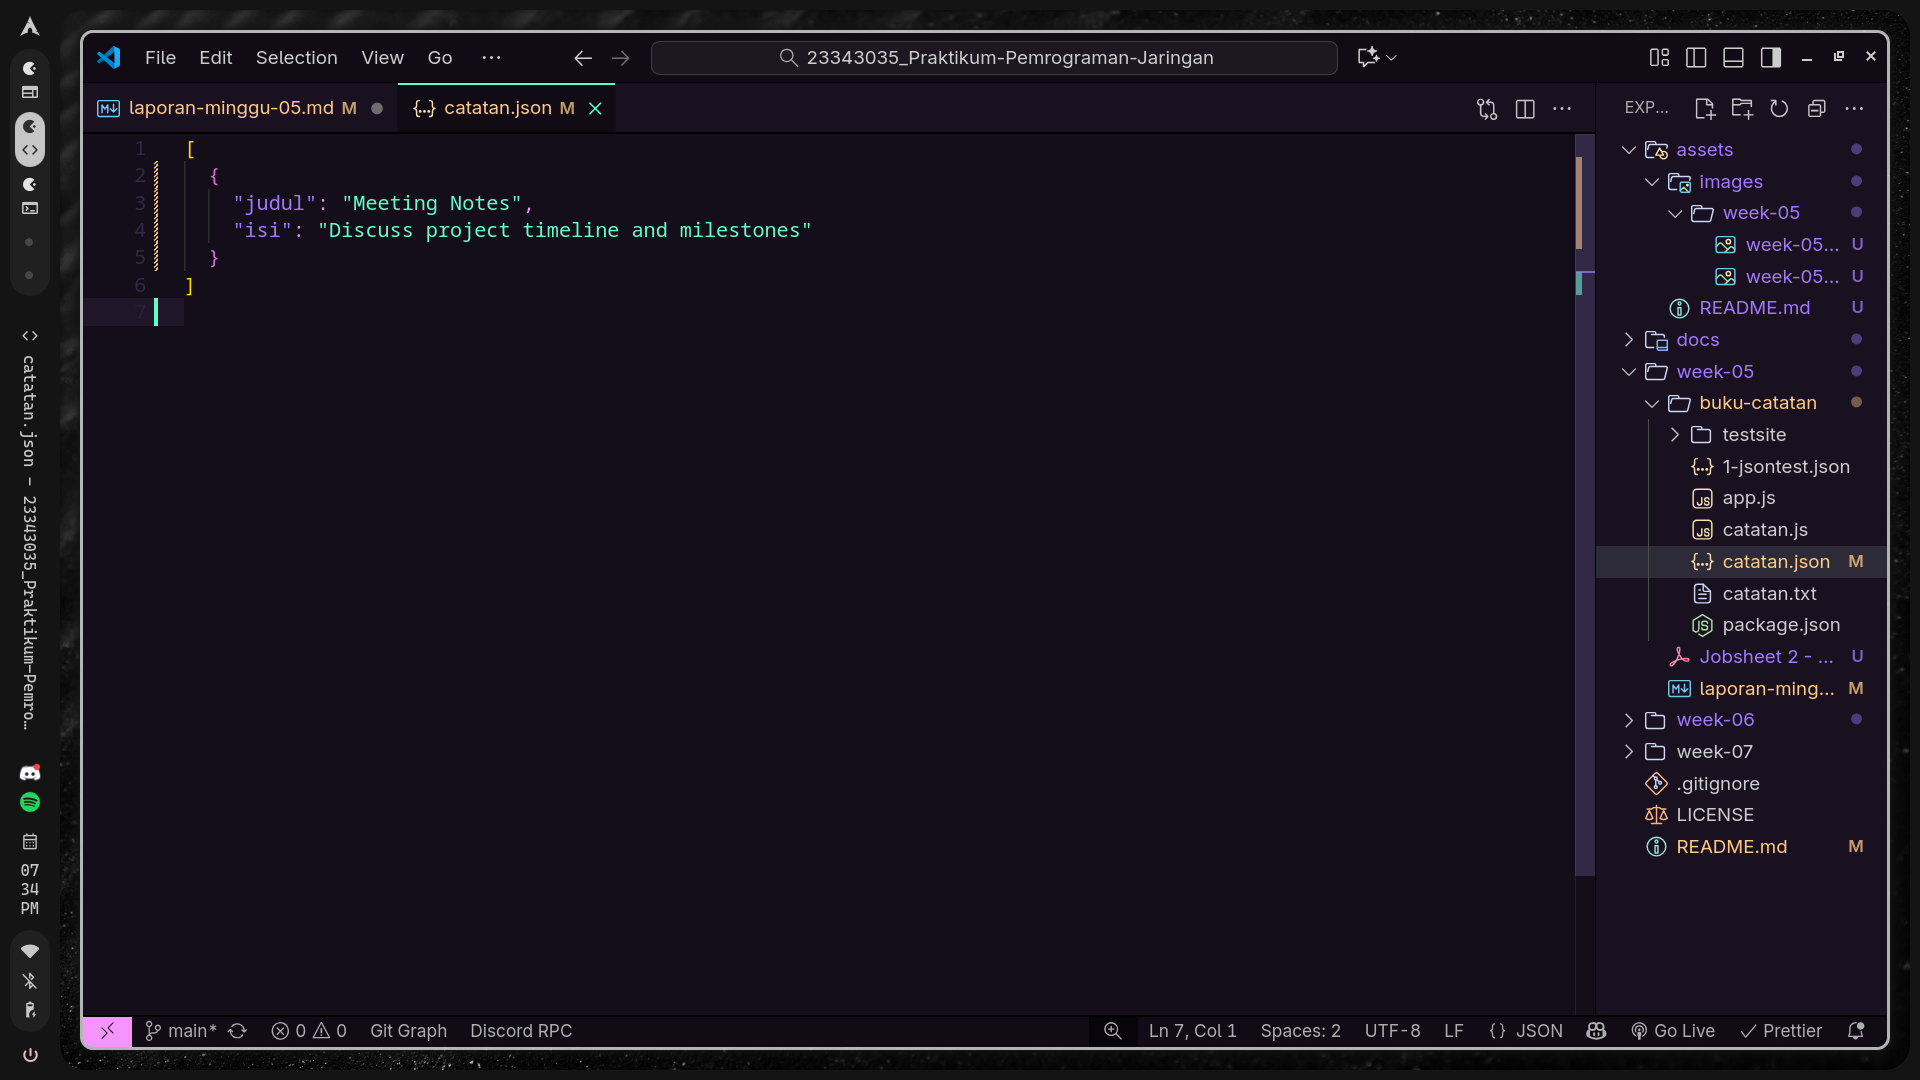 File Edit Selection View Go ···
23343035_Praktikum-Pemrograman-Jaringan
laporan-minggu-05.md M
catatan.json M
EXP...
1 [
2 {
3 "judul": "Meeting Notes",
4 "isi": "Discuss project timeline and milestones"
5 }
6 ]
7
assets
images
week-05
week-05... U
week-05... U
README.md U
docs
week-05
buku-catatan
testsite
1-jsontest.json
app.js
catatan.js
catatan.json M
catatan.txt
package.json
Jobsheet 2 - ... U
laporan-ming... M
week-06
week-07
.gitignore
LICENSE
README.md M
catatan.json - 23343035_Praktikum-Pemro…
07
34
PM
main* 0 0 Git Graph Discord RPC
Ln 7, Col 1 Spaces: 2 UTF-8 LF {} JSON Go Live Prettier